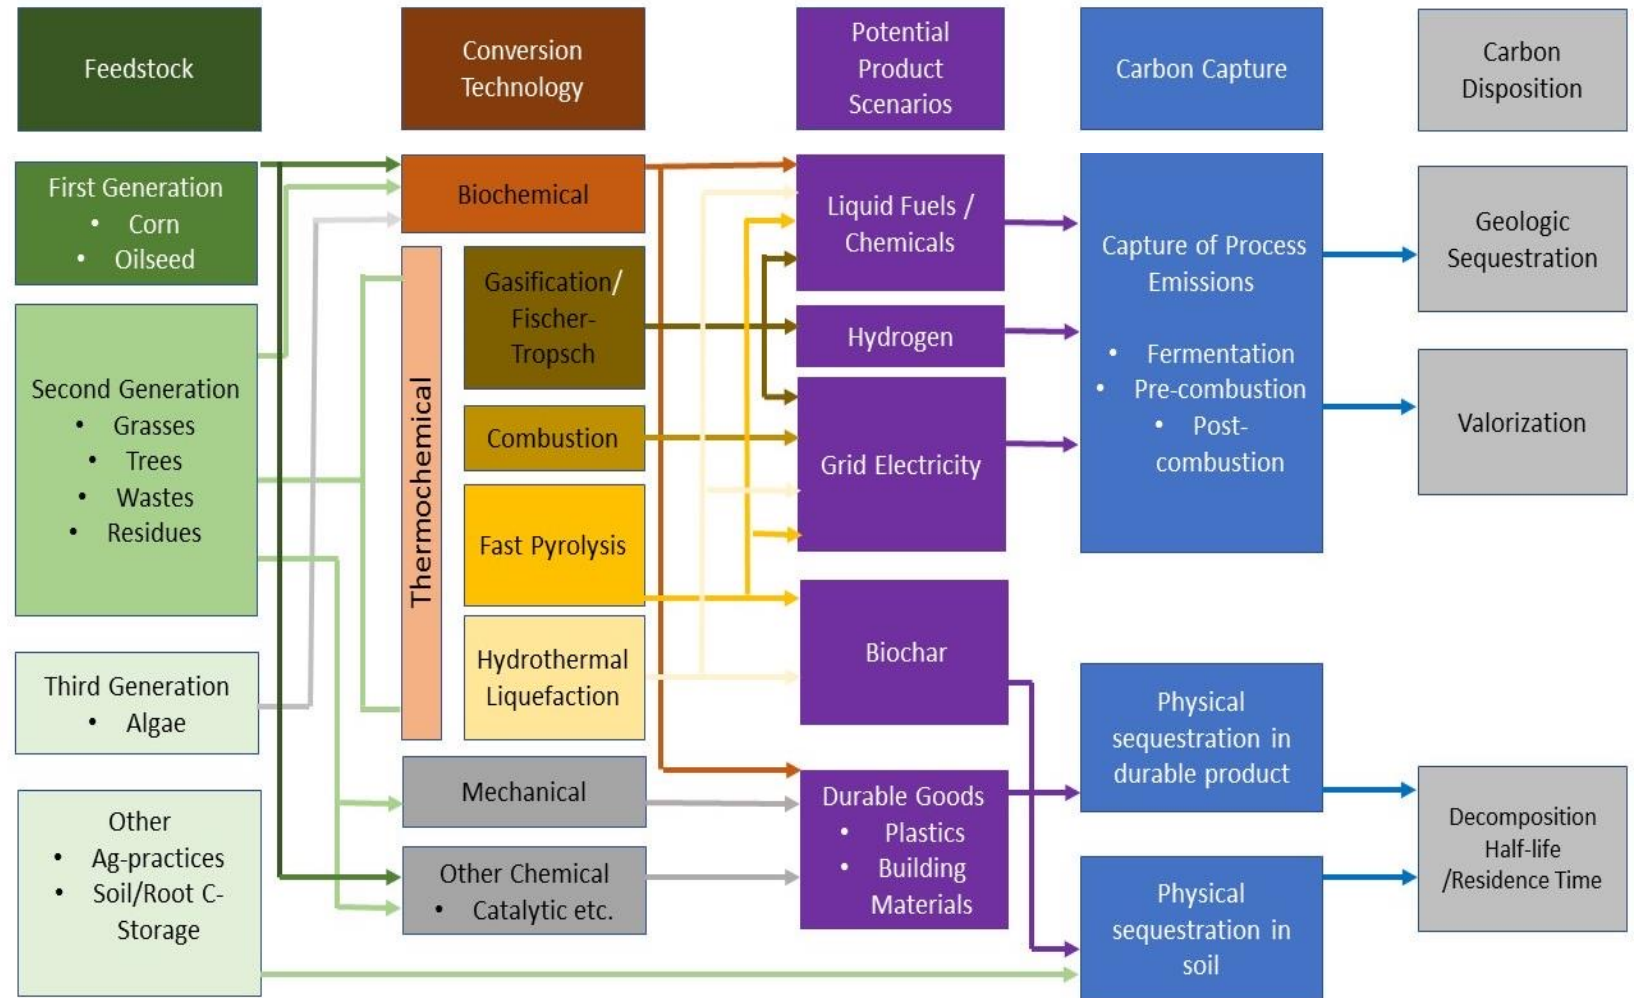 Feedstock
Conversion
Technology
Potential
Product
Scenarios
Carbon Capture
Carbon
Disposition
First Generation
• Corn
• Oilseed
Second Generation
• Grasses
• Trees
• Wastes
• Residues
Third Generation
• Algae
Other
• Ag-practices
• Soil/Root C-
Storage
Biochemical
Thermochemical
Gasification/
Fischer-
Tropsch
Combustion
Fast Pyrolysis
Hydrothermal
Liquefaction
Mechanical
Other Chemical
• Catalytic etc.
Liquid Fuels /
Chemicals
Hydrogen
Grid Electricity
Biochar
Durable Goods
• Plastics
• Building
Materials
Capture of Process
Emissions
• Fermentation
• Pre-combustion
• Post-
combustion
Physical
sequestration in
durable product
Physical
sequestration in
soil
Geologic
Sequestration
Valorization
Decomposition
Half-life
/Residence Time